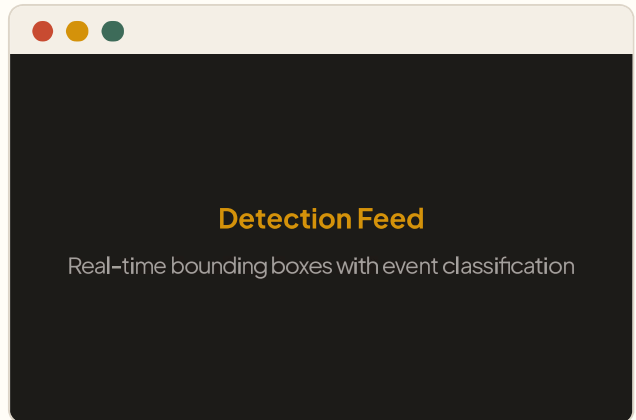 Detection Feed
Real-time bounding boxes with event classification